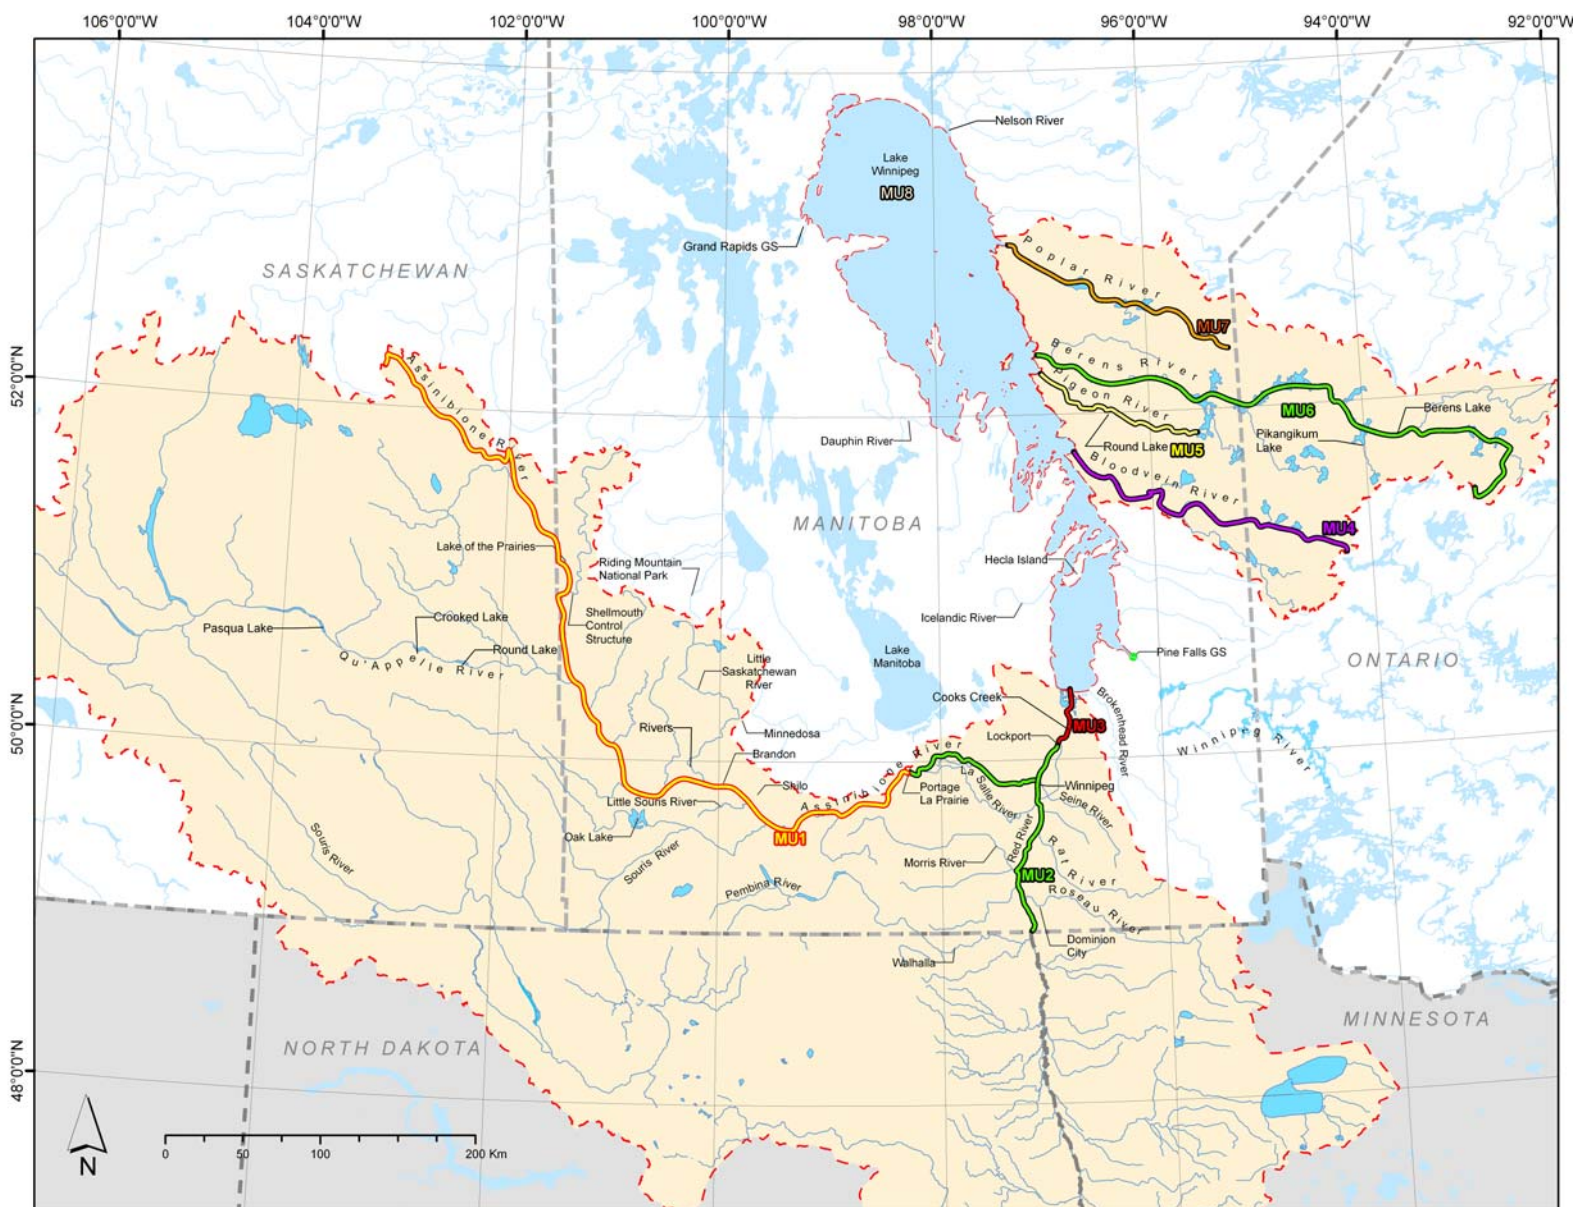 106°0'0"W
104°0'0"W
102°0'0"W
100°0'0"W
98°0'0"W
96°0'0"W
94°0'0"W
92°0'0"W
Nelson River
Lake
Winnipeg
MU8
Grand Rapids GS
SASKATCHEWAN
Poplar River
MU7
52°0'0"N
Assinibione River
Berens River
Pigeon River
MU6
Berens Lake
Dauphin River
Round Lake
MU5
Pikangikum
Lake
Bloodvein River
MU4
MANITOBA
Lake of the Prairies
Riding Mountain
National Park
Hecla Island
Shellmouth
Control
Structure
Icelandic River
Crooked Lake
Pasqua Lake
Qu'Appelle River
Round Lake
Little
Saskatchewan
River
Lake
Manitoba
Pine Falls GS
ONTARIO
Cooks Creek
Brokenhead River
50°0'0"N
Rivers
Minnedosa
Lockport
MU3
Winnipeg River
Brandon
Assiniboige River
Shilo
Little Souris River
Portage
La Prairie
La Salle River
Winnipeg
Seine River
Oak Lake
MU1
Souris River
Souris River
Morris River
Red River
Rat River
MU2
Pembina River
Roseau River
Walhalla
Dominion
City
MINNESOTA
NORTH DAKOTA
48°0'0"N
N
0
50
100
200 Km